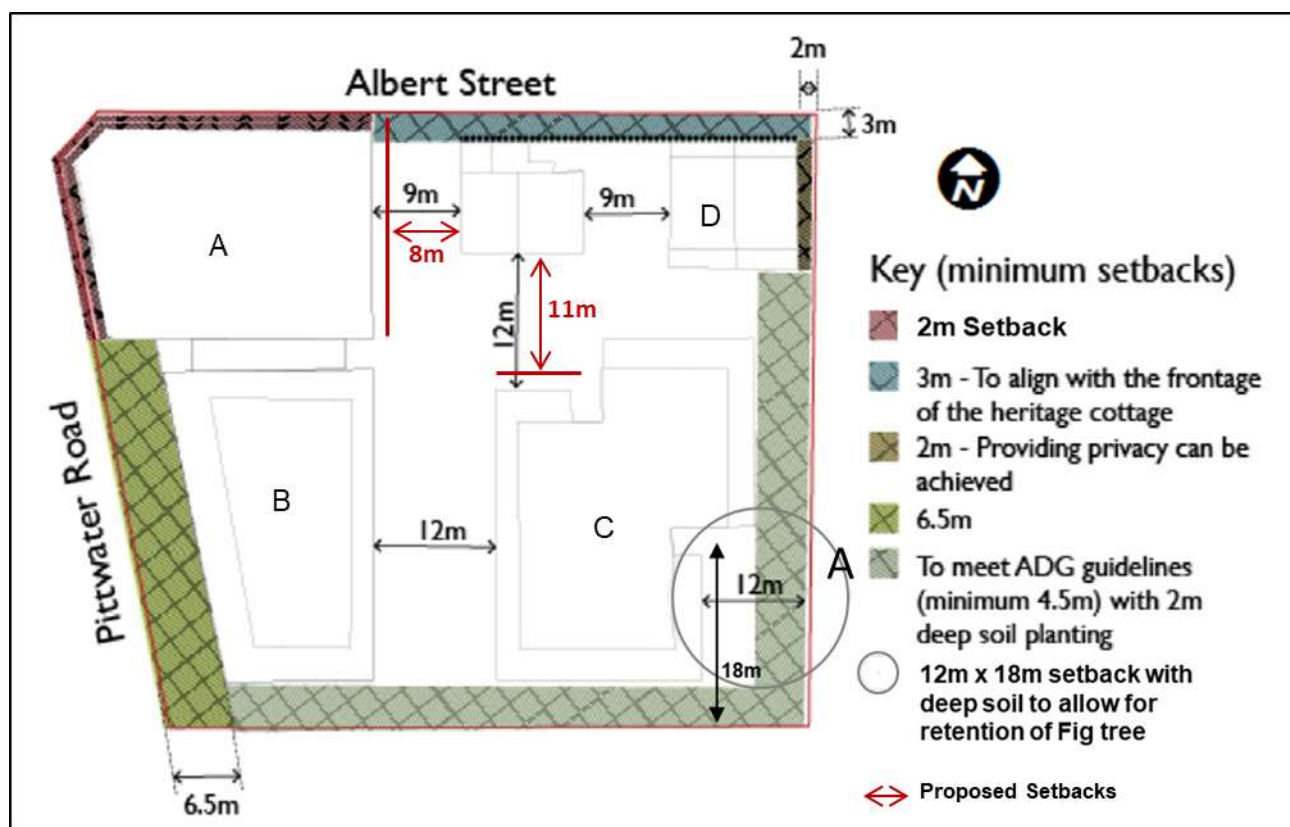 2m
Albert Street
3m
N
9m
9m
D
A
8m
Key (minimum setbacks)
2m Setback
11m
12m
3m - To align with the frontage
of the heritage cottage
2m - Providing privacy can be
achieved
Pittwater Road
B
C
6.5m
12m
A
To meet ADG guidelines
(minimum 4.5m) with 2m
deep soil planting
12m
18m
12m x 18m setback with
deep soil to allow for
retention of Fig tree
6.5m
Proposed Setbacks